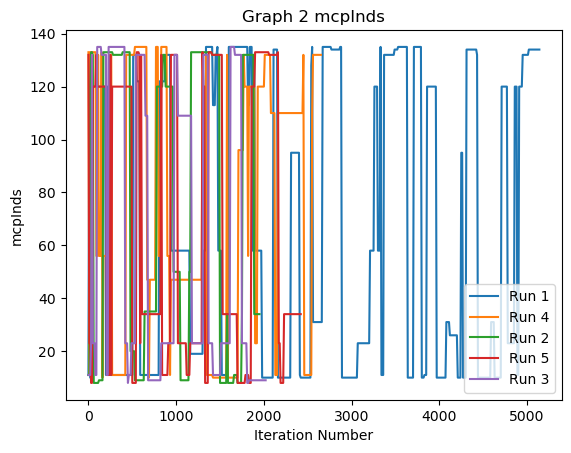 Graph 2 mcpInds
140
120
100
80
60
40
20
mcpInds
0
1000
2000
3000
4000
5000
Iteration Number
Run 1
Run 4
Run 2
Run 5
Run 3